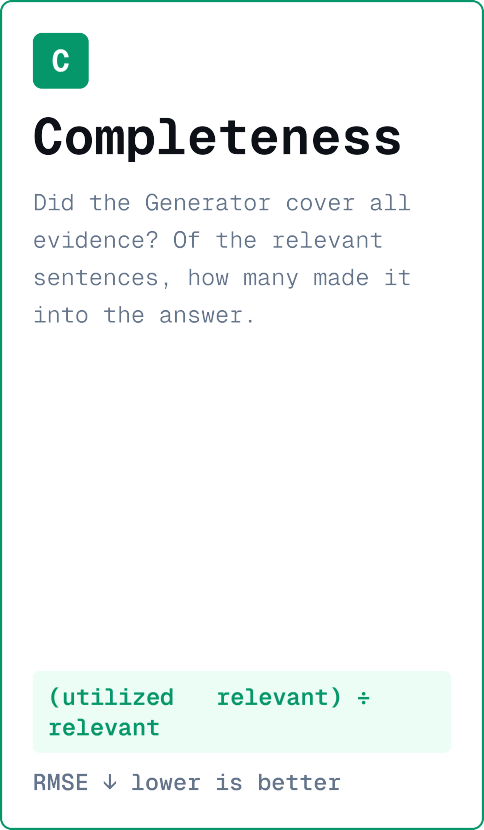 C
Completeness
Did the Generator cover all
evidence? Of the relevant
sentences, how many made it
into the answer.
(utilized   relevant) ÷
relevant
RMSE ↓ lower is better